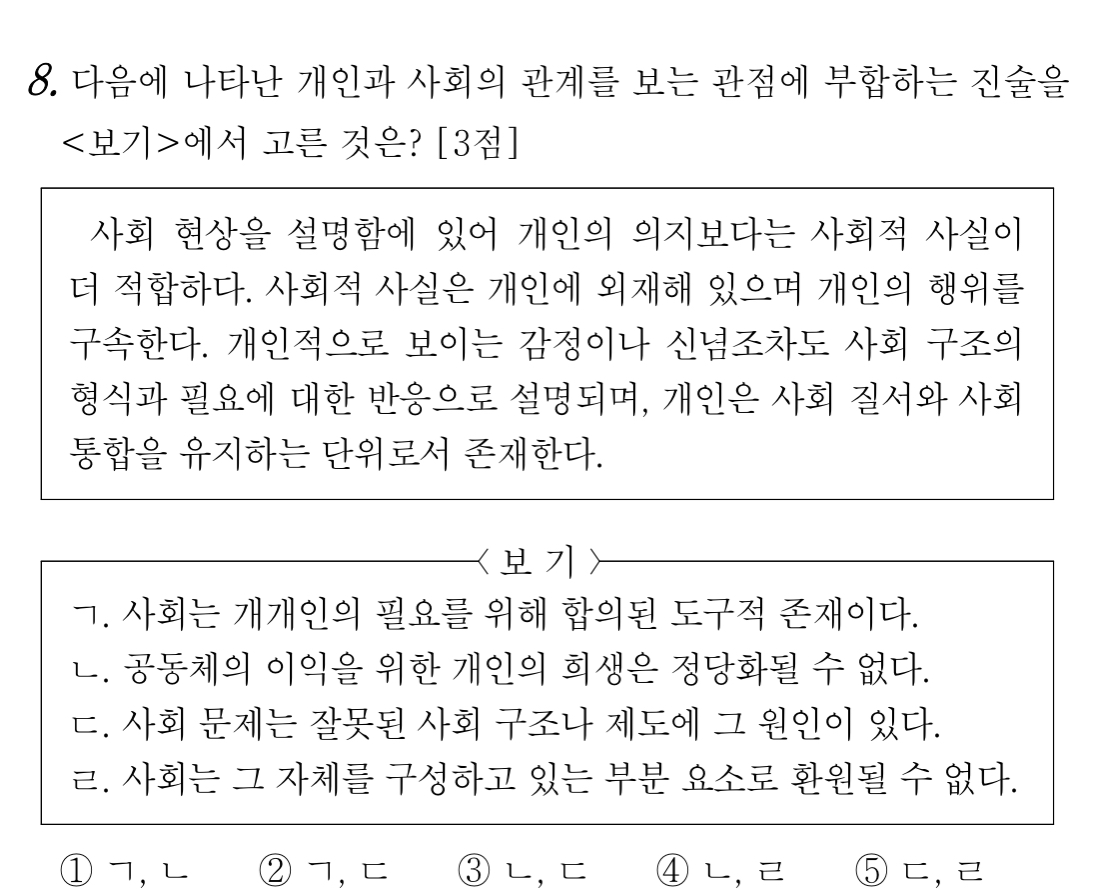 8. 다음에 나타난 개인과 사회의 관계를 보는 관점에 부합하는 진술을
<보기>에서 고른 것은? [3점]
사회 현상을 설명함에 있어 개인의 의지보다는 사회적 사실이
더 적합하다. 사회적 사실은 개인에 외재해 있으며 개인의 행위를
구속한다. 개인적으로 보이는 감정이나 신념조차도 사회 구조의
형식과 필요에 대한 반응으로 설명되며, 개인은 사회 질서와 사회
통합을 유지하는 단위로서 존재한다.
〈보 기〉
ㄱ. 사회는 개개인의 필요를 위해 합의된 도구적 존재이다.
ㄴ. 공동체의 이익을 위한 개인의 희생은 정당화될 수 없다.
ㄷ. 사회 문제는 잘못된 사회 구조나 제도에 그 원인이 있다.
ㄹ. 사회는 그 자체를 구성하고 있는 부분 요소로 환원될 수 없다.
① ㄱ, ㄴ ② ㄱ, ㄷ ③ ㄴ, ㄷ ④ ㄴ, ㄹ ⑤ ㄷ, ㄹ